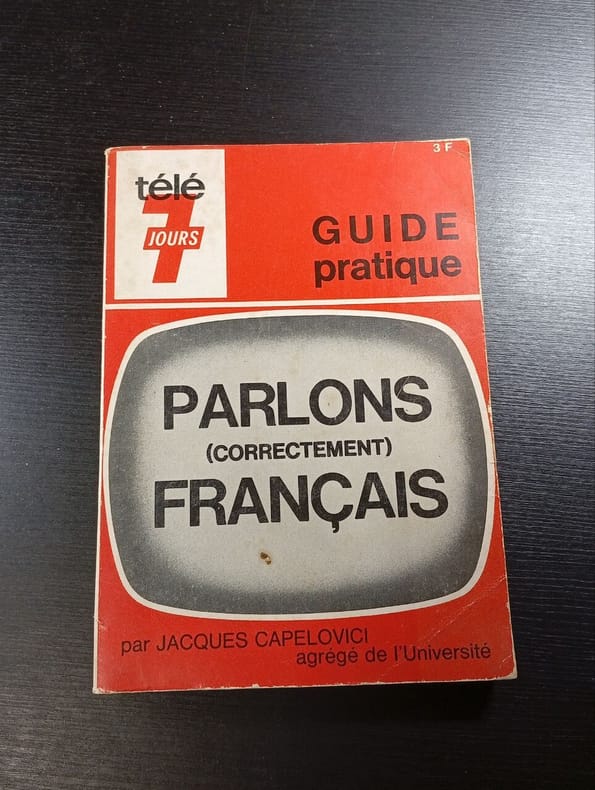 3 F
télé
7
JOURS
GUIDE
pratique
PARLONS
(CORRECTEMENT)
FRANÇAIS
par JACQUES CAPELOVICI
agrégé de l'Université